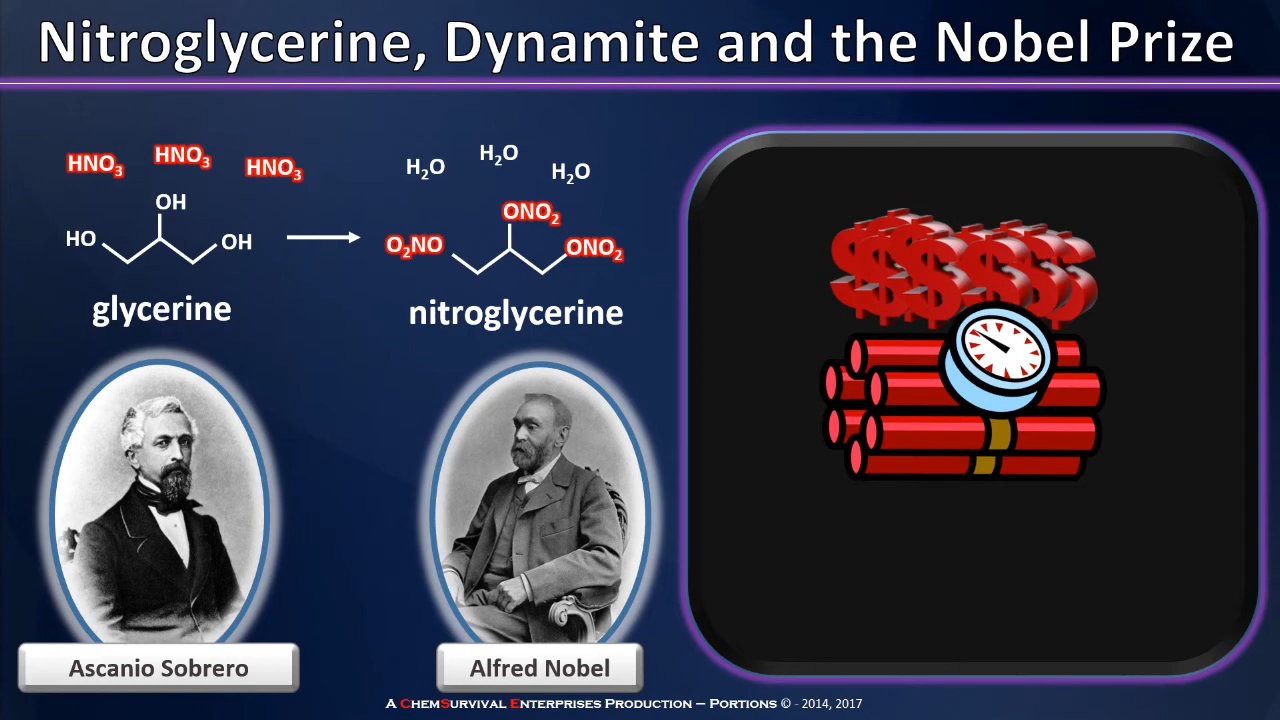 Nitroglycerine, Dynamite and the Nobel Prize
HNO₃ HNO₃ HNO₃
H₂O H₂O H₂O
OH
HO
OH
ONO₂
O₂NO
ONO₂
glycerine
nitroglycerine
$ $ $ $ $ $
Ascanio Sobrero
Alfred Nobel
A ChemSurvival Enterprises Production – Portions © - 2014, 2017